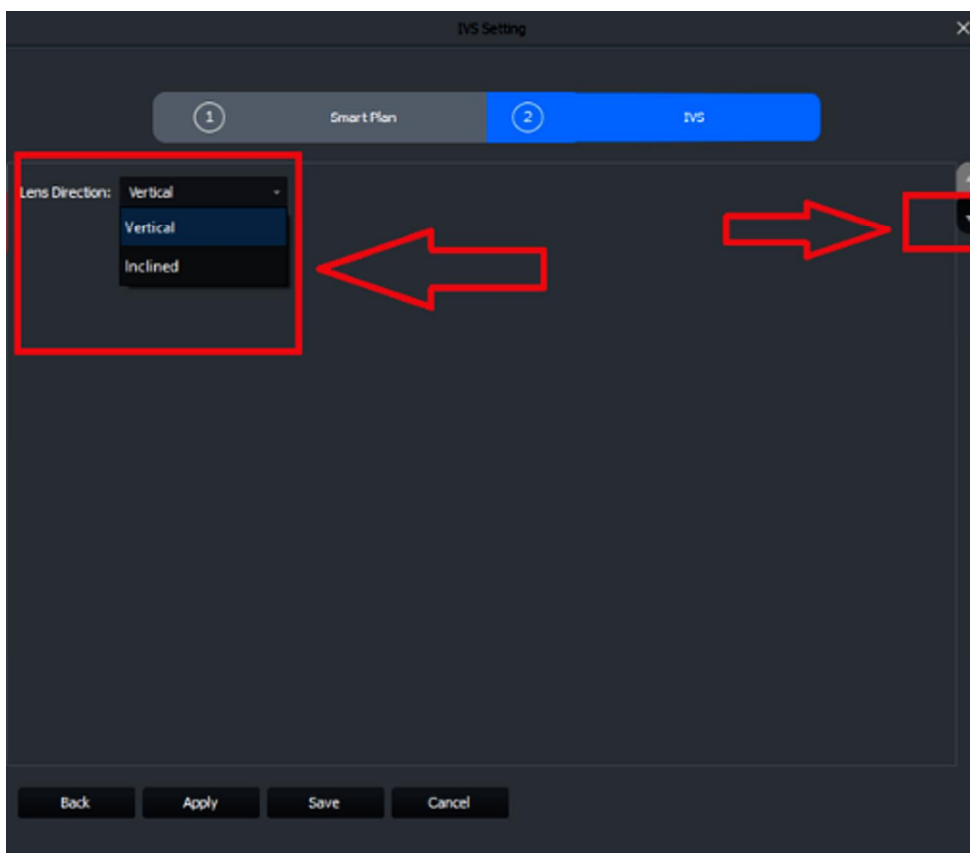 IVS Setting
1 Smart Plan 2 IVS
Lens Direction: Vertical
Vertical
Inclined
Back Apply Save Cancel